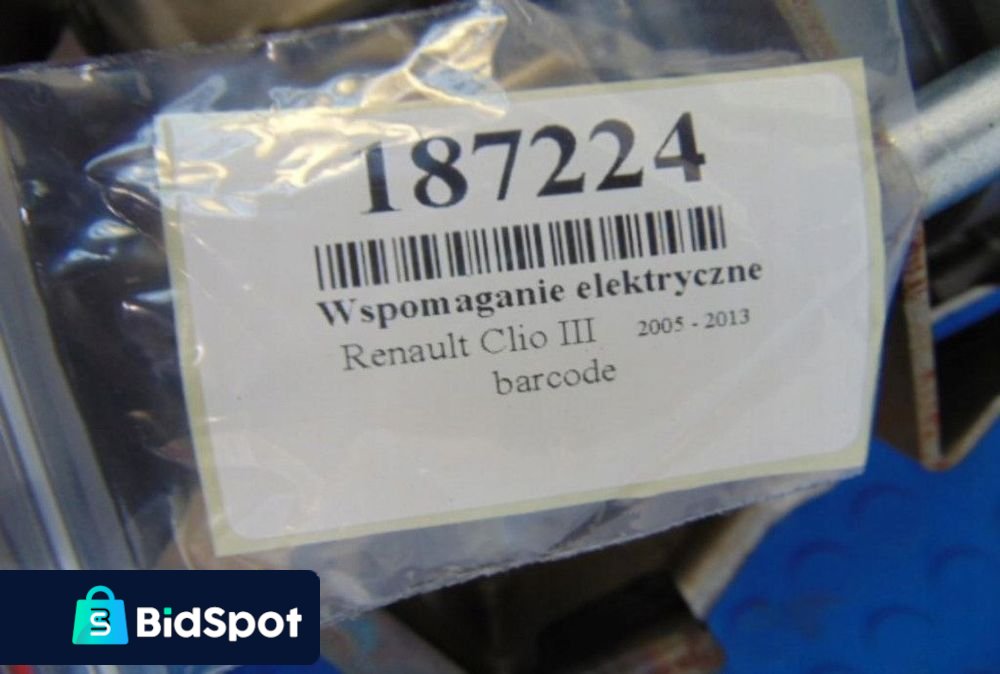 187224
Wspomaganie elektryczne
Renault Clio III 2005 - 2013
barcode
BidSpot